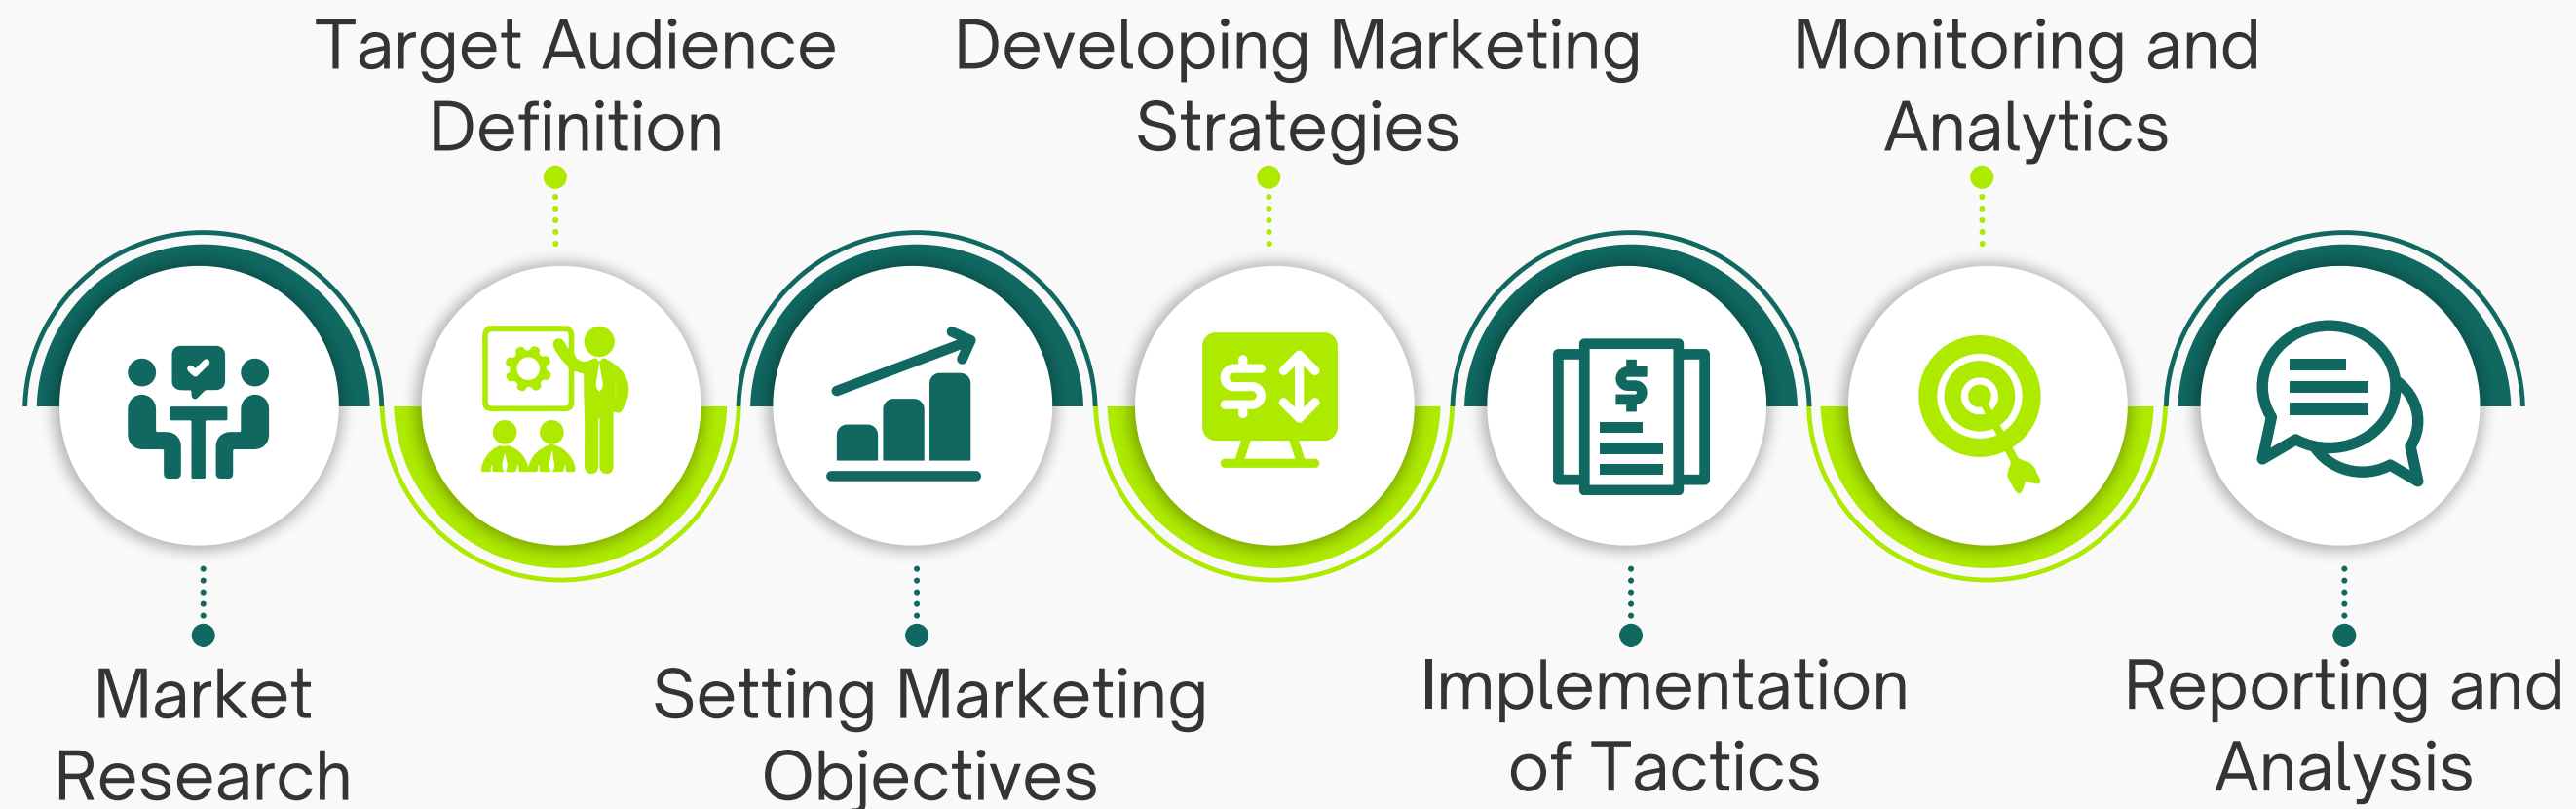 Market
Research
Target Audience
Definition
Setting Marketing
Objectives
Developing Marketing
Strategies
$
Implementation
of Tactics
$
Monitoring and
Analytics
Reporting and
Analysis